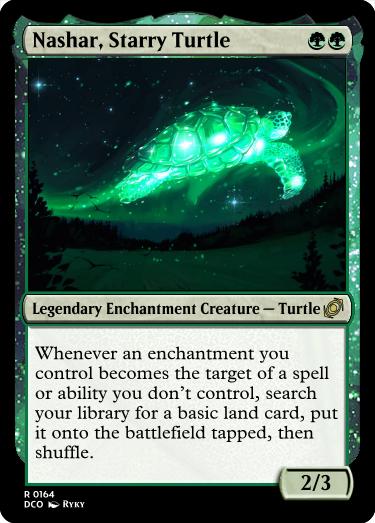 Nashar, Starry Turtle
Legendary Enchantment Creature — Turtle
Whenever an enchantment you
control becomes the target of a spell
or ability you don't control, search
your library for a basic land card, put
it onto the battlefield tapped, then
shuffle.
2/3
R 0164
DCO Ryky